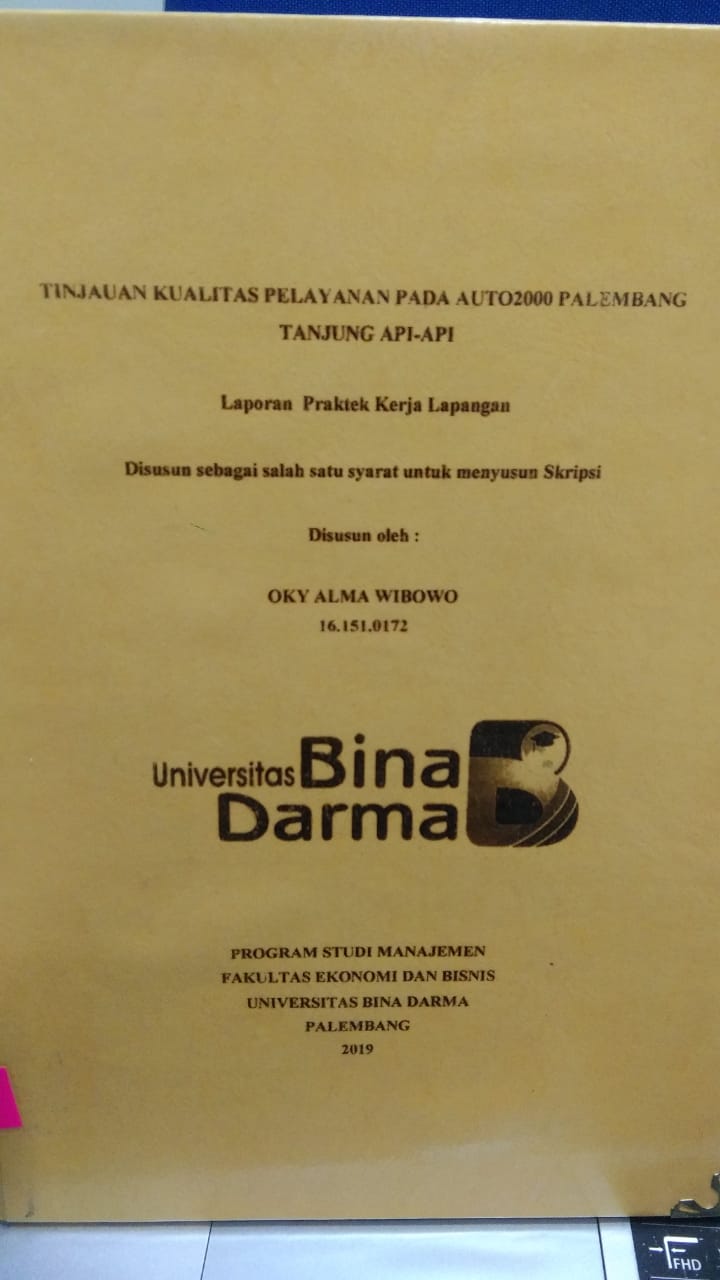 TINJAUAN KUALITAS PELAYANAN PADA AUTO2000 PALEMBANG
TANJUNG API-API
Laporan Praktek Kerja Lapangan
Disusun sebagai salah satu syarat untuk menyusun Skripsi
Disusun oleh :
OKY ALMA WIBOWO
16.151.0172
Universitas Bina
Darma
PROGRAM STUDI MANAJEMEN
FAKULTAS EKONOMI DAN BISNIS
UNIVERSITAS BINA DARMA
PALEMBANG
2019
FHD